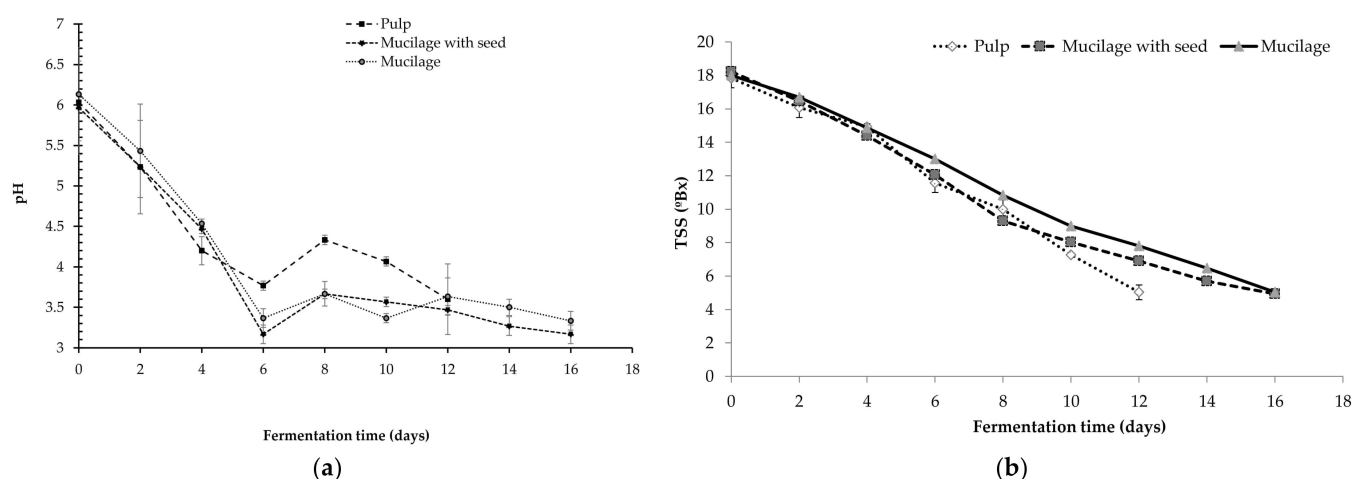 7
6.5
6
5.5
5
4.5
4
3.5
3
pH
Pulp
Mucilage with seed
Mucilage
0 2 4 6 8 10 12 14 16 18
Fermentation time (days)
(a)
20
18
16
14
12
10
8
6
4
2
0
TSS (ºBx)
Pulp Mucilage with seed Mucilage
0 2 4 6 8 10 12 14 16 18
Fermentation time (days)
(b)